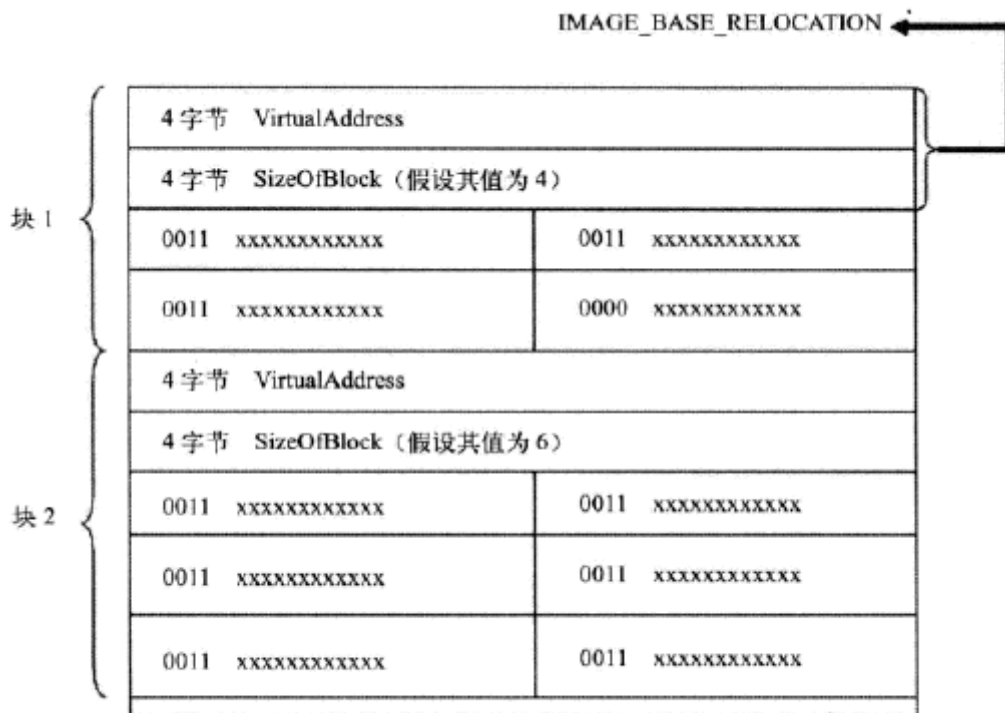 IMAGE_BASE_RELOCATION
块 1
4 字节 VirtualAddress
4 字节 SizeOfBlock（假设其值为 4）
0011 xxxxxxxxxxxx 0011 xxxxxxxxxxxx
0011 xxxxxxxxxxxx 0000 xxxxxxxxxxxx
块 2
4 字节 VirtualAddress
4 字节 SizeOfBlock（假设其值为 6）
0011 xxxxxxxxxxxx 0011 xxxxxxxxxxxx
0011 xxxxxxxxxxxx 0011 xxxxxxxxxxxx
0011 xxxxxxxxxxxx 0011 xxxxxxxxxxxx